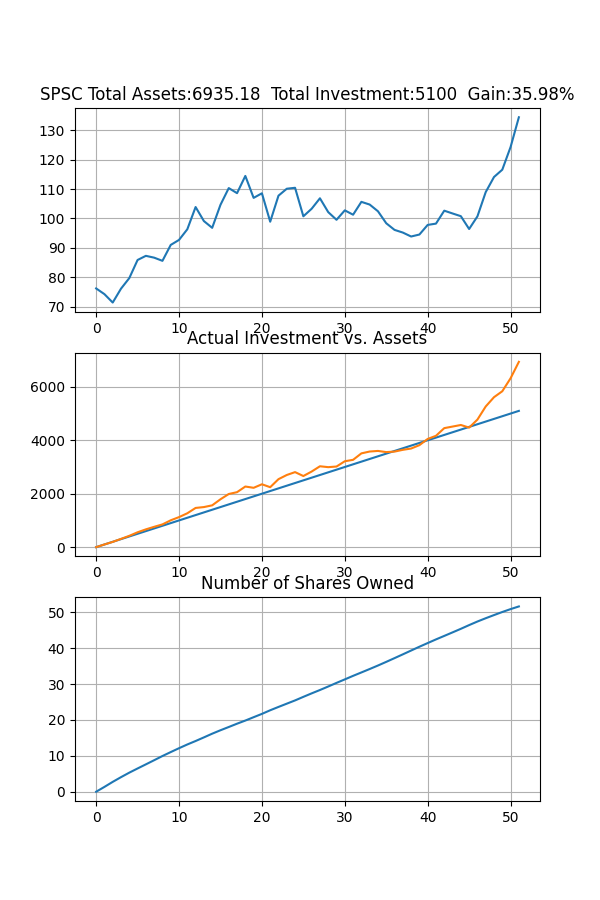 SPSC Total Assets:6935.18  Total Investment:5100  Gain:35.98%
130
120
110
100
90
80
70
0 10 20 30 40 50
Actual Investment vs. Assets
6000
4000
2000
0
0 10 20 30 40 50
Number of Shares Owned
50
40
30
20
10
0
0 10 20 30 40 50